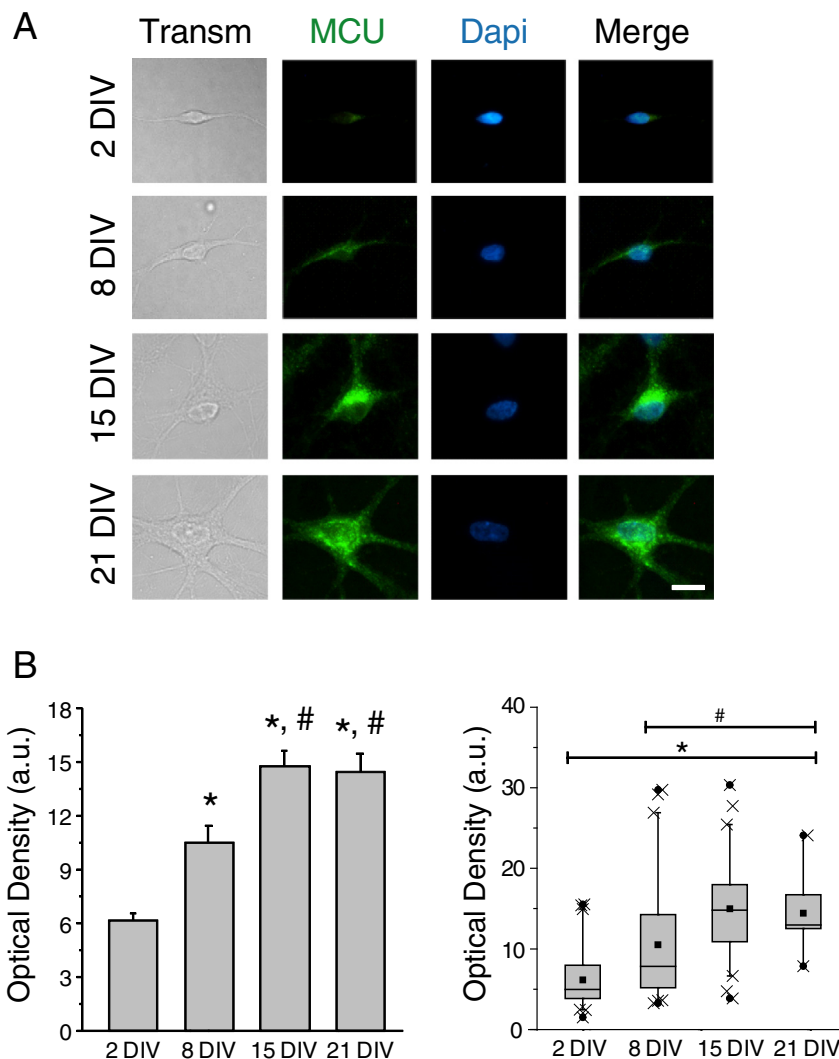 A
Transm MCU Dapi Merge
2 DIV
8 DIV
15 DIV
21 DIV
B
Optical Density (a.u.)
18
15
12
9
6
3
0
*
*, #
*, #
2 DIV 8 DIV 15 DIV 21 DIV
Optical Density (a.u.)
40
30
20
10
0
#
*
2 DIV 8 DIV 15 DIV 21 DIV